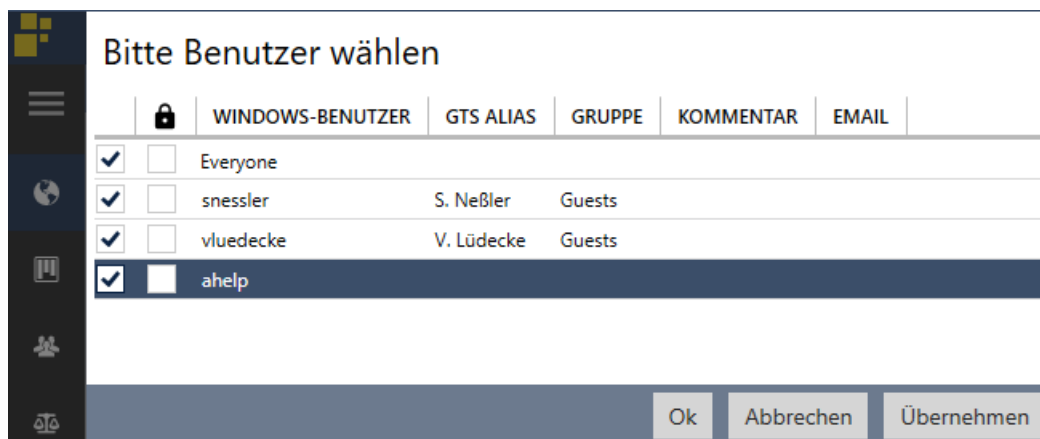 Bitte Benutzer wählen
WINDOWS-BENUTZER GTS ALIAS GRUPPE KOMMENTAR EMAIL
Everyone
snessler S. Neßler Guests
vluedecke V. Lüdecke Guests
ahelp
Ok Abbrechen Übernehmen